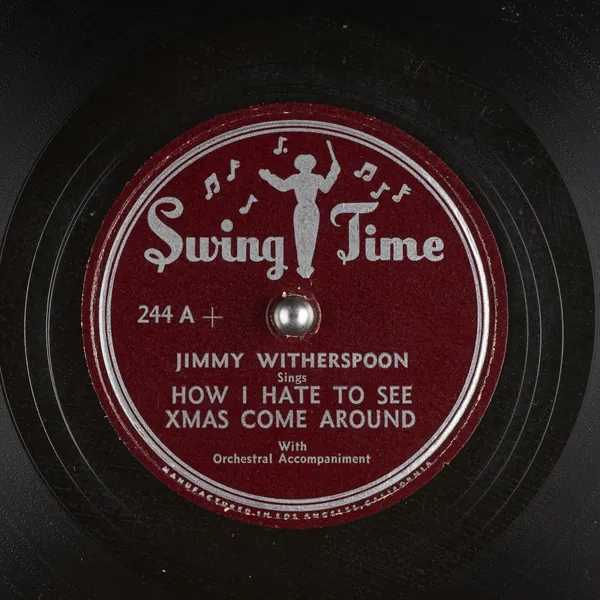 Swing Time
244 A +
JIMMY WITHERSPOON
Sings
HOW I HATE TO SEE
XMAS COME AROUND
With
Orchestral Accompaniment
MANUFACTURED IN LOS ANGELES, CALIFORNIA